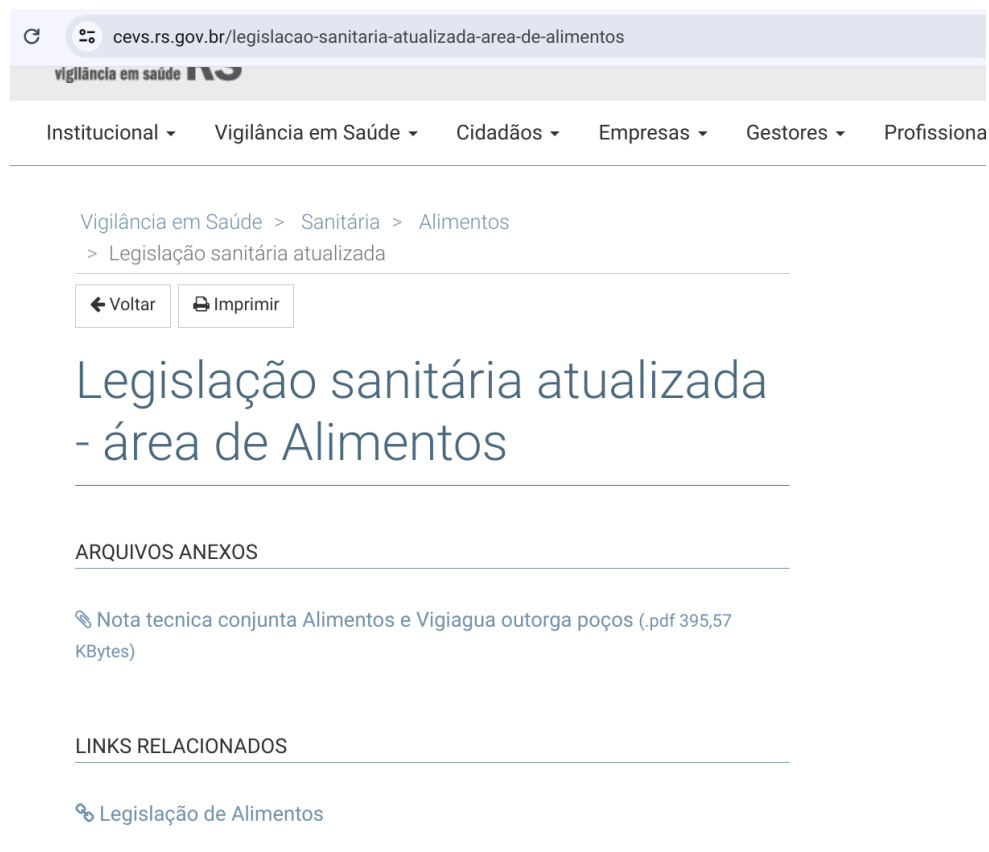 cevs.rs.gov.br/legislacao-sanitaria-atualizada-area-de-alimentos
vigilância em saúde RS
Institucional Vigilância em Saúde Cidadãos Empresas Gestores Profissiona
Vigilância em Saúde > Sanitária > Alimentos
> Legislação sanitária atualizada
Voltar Imprimir
Legislação sanitária atualizada
- área de Alimentos
ARQUIVOS ANEXOS
Nota tecnica conjunta Alimentos e Vigiagua outorga poços (.pdf 395,57
KBytes)
LINKS RELACIONADOS
Legislação de Alimentos